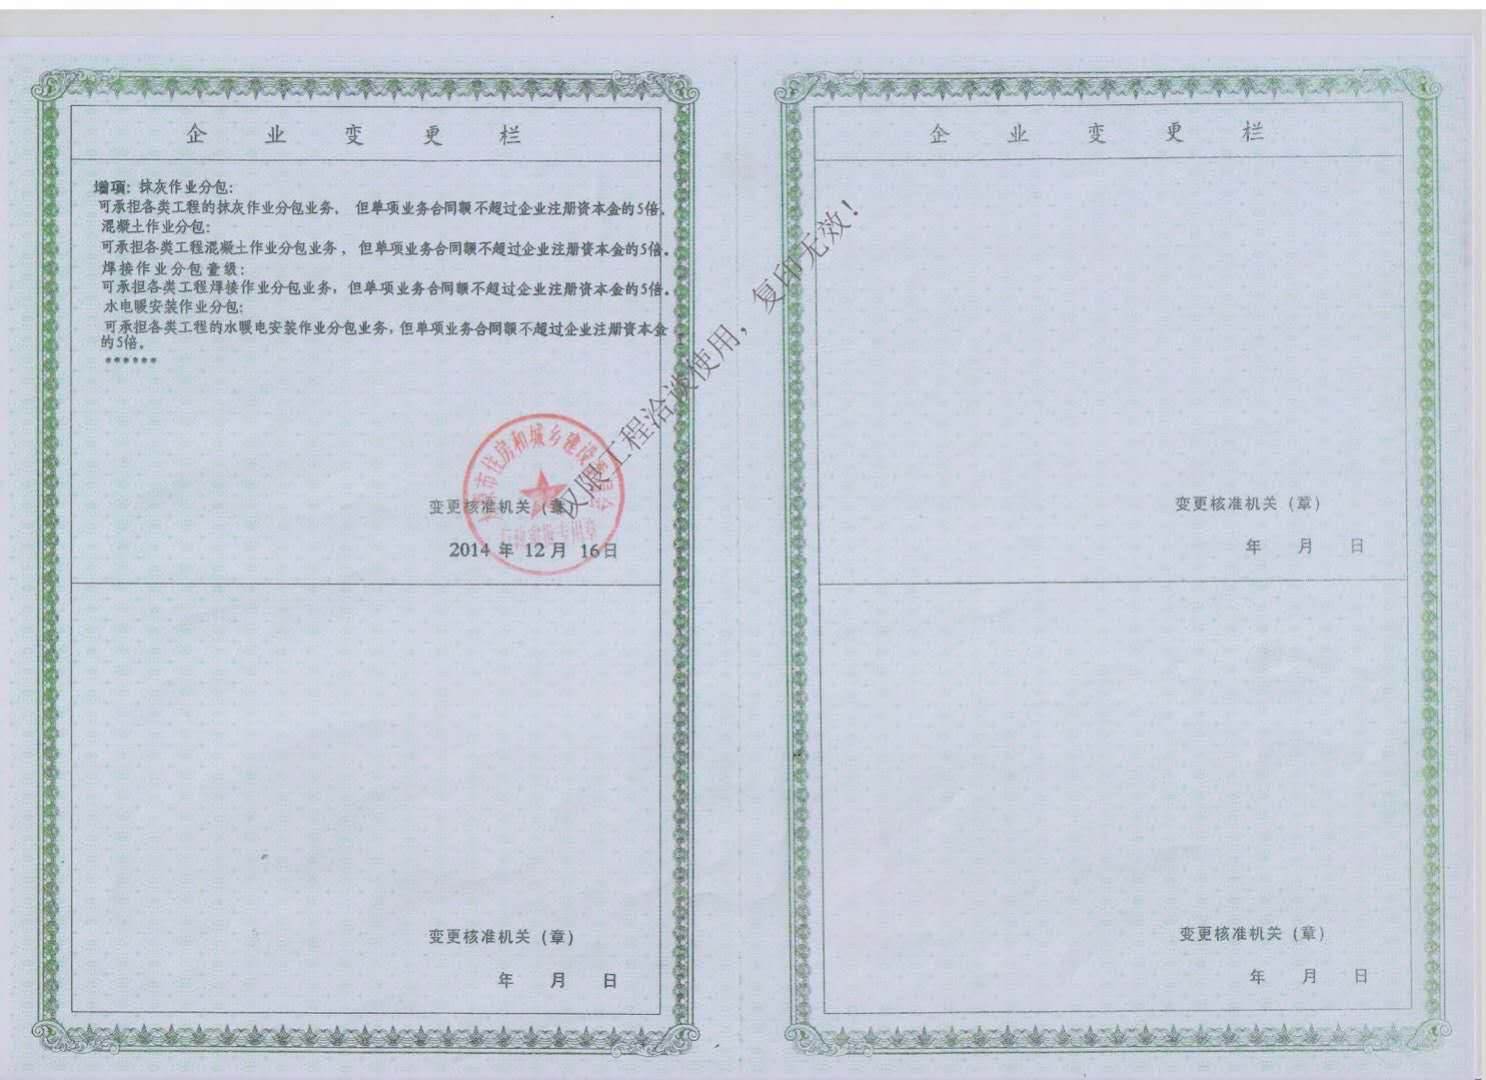 企业变更栏
增项：抹灰作业分包：
可承担各类工程的抹灰作业分包业务， 但单项业务合同额不超过企业注册资本金的5倍。
混凝土作业分包：
可承担各类工程混凝土作业分包业务， 但单项业务合同额不超过企业注册资本金的5倍。
焊接作业分包壹级：
可承担各类工程焊接作业分包业务，但单项业务合同额不超过企业注册资本金的5倍。
水电暖安装作业分包：
可承担各类工程的水暖电安装作业分包业务，但单项业务合同额不超过企业注册资本金
的5倍。
******
市住房和城乡建设委员会
行政审批专用章
变更核准机关（章）
2014年12月16日
变更核准机关（章）
年 月 日
仅限工程洽谈使用，复印无效！
企业变更栏
变更核准机关（章）
年 月 日
变更核准机关（章）
年 月 日